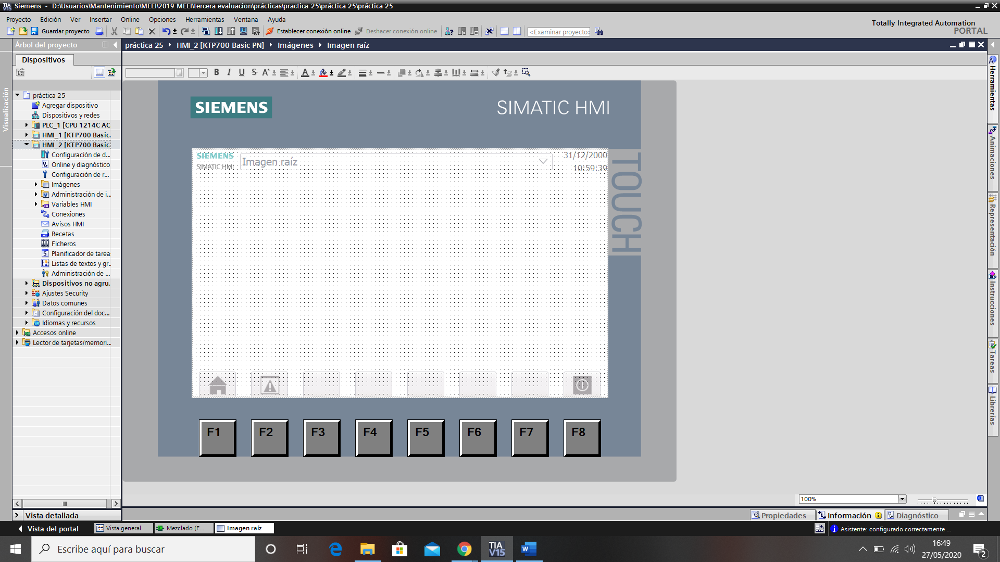 Siemens - D:\Usuarios\Mantenimiento\MEEI\2019 MEEI\tercera evaluacion\prácticas\practica 25\práctica 25\práctica 25
Proyecto Edición Ver Insertar Online Opciones Herramientas Ventana Ayuda
Totally Integrated Automation
PORTAL
Guardar proyecto
Establecer conexión online
Deshacer conexión online
<Examinar proyecto>
Árbol del proyecto
práctica 25 HMI_2 [KTP700 Basic PN] Imágenes Imagen raíz
Dispositivos
B I U S A A
Visualización
práctica 25
Agregar dispositivo
Dispositivos y redes
PLC_1 [CPU 1214C AC
HMI_1 [KTP700 Basic.
HMI_2 [KTP700 Basic
Configuración de d...
Online y diagnóstico
Configuración de r...
Imágenes
Administración de i...
Variables HMI
Conexiones
Avisos HMI
Recetas
Ficheros
Planificador de tarea
Listas de textos y gr..
Administración de ...
Dispositivos no agru.
Ajustes Security
Datos comunes
Configuración del doc...
Idiomas y recursos
Accesos online
Lector de tarjetas/memori...
Vista detallada
SIEMENS
SIMATIC HMI
SIEMENS
SIMATIC HMI
Imagen raíz
31/12/2000
10:59:39
TOUCH
F1 F2 F3 F4 F5 F6 F7 F8
Herramientas
Animaciones
Representación
Instrucciones
Tareas
Librerías
100%
Propiedades
Información
Diagnóstico
Vista del portal
Vista general
Mezclado (F...
Imagen raíz
Asistente: configurado correctamente ...
Escribe aquí para buscar
TIA
V15
16:49
27/05/2020
2